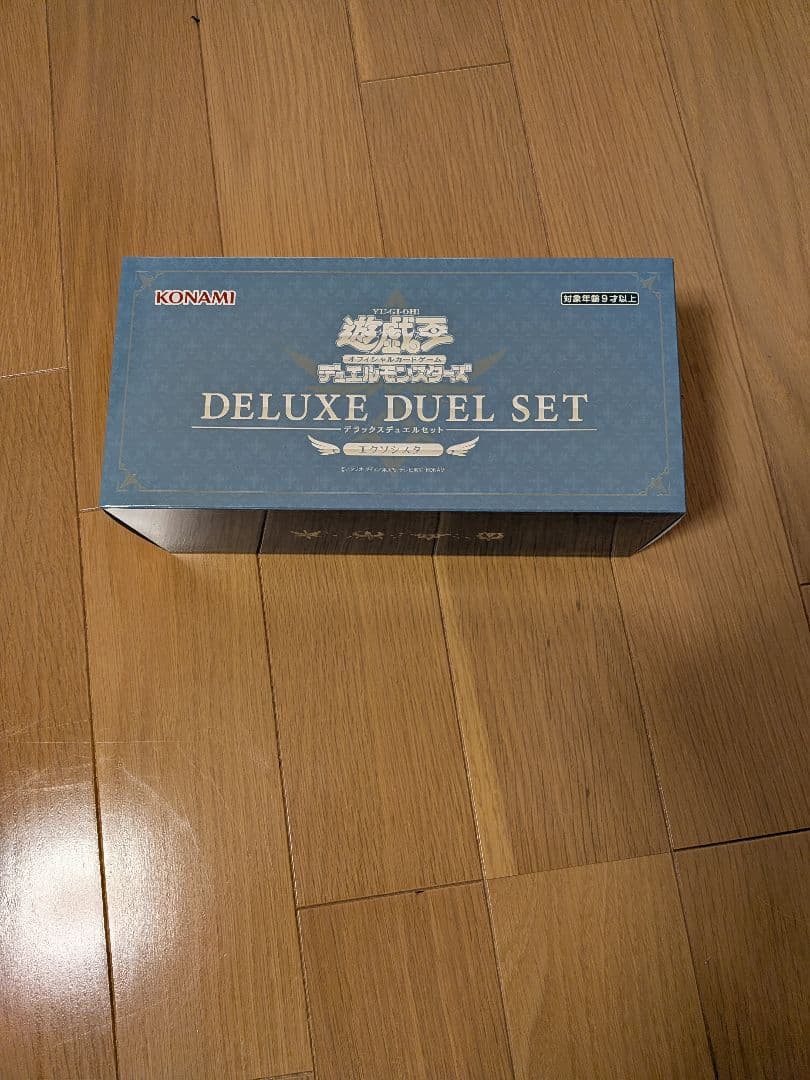 KONAMI
対象年齢9才以上
YU-GI-OH!
遊戯王
オフィシャルカードゲーム
デュエルモンスターズ
DELUXE DUEL SET
デラックスデュエルセット
エクソシスター